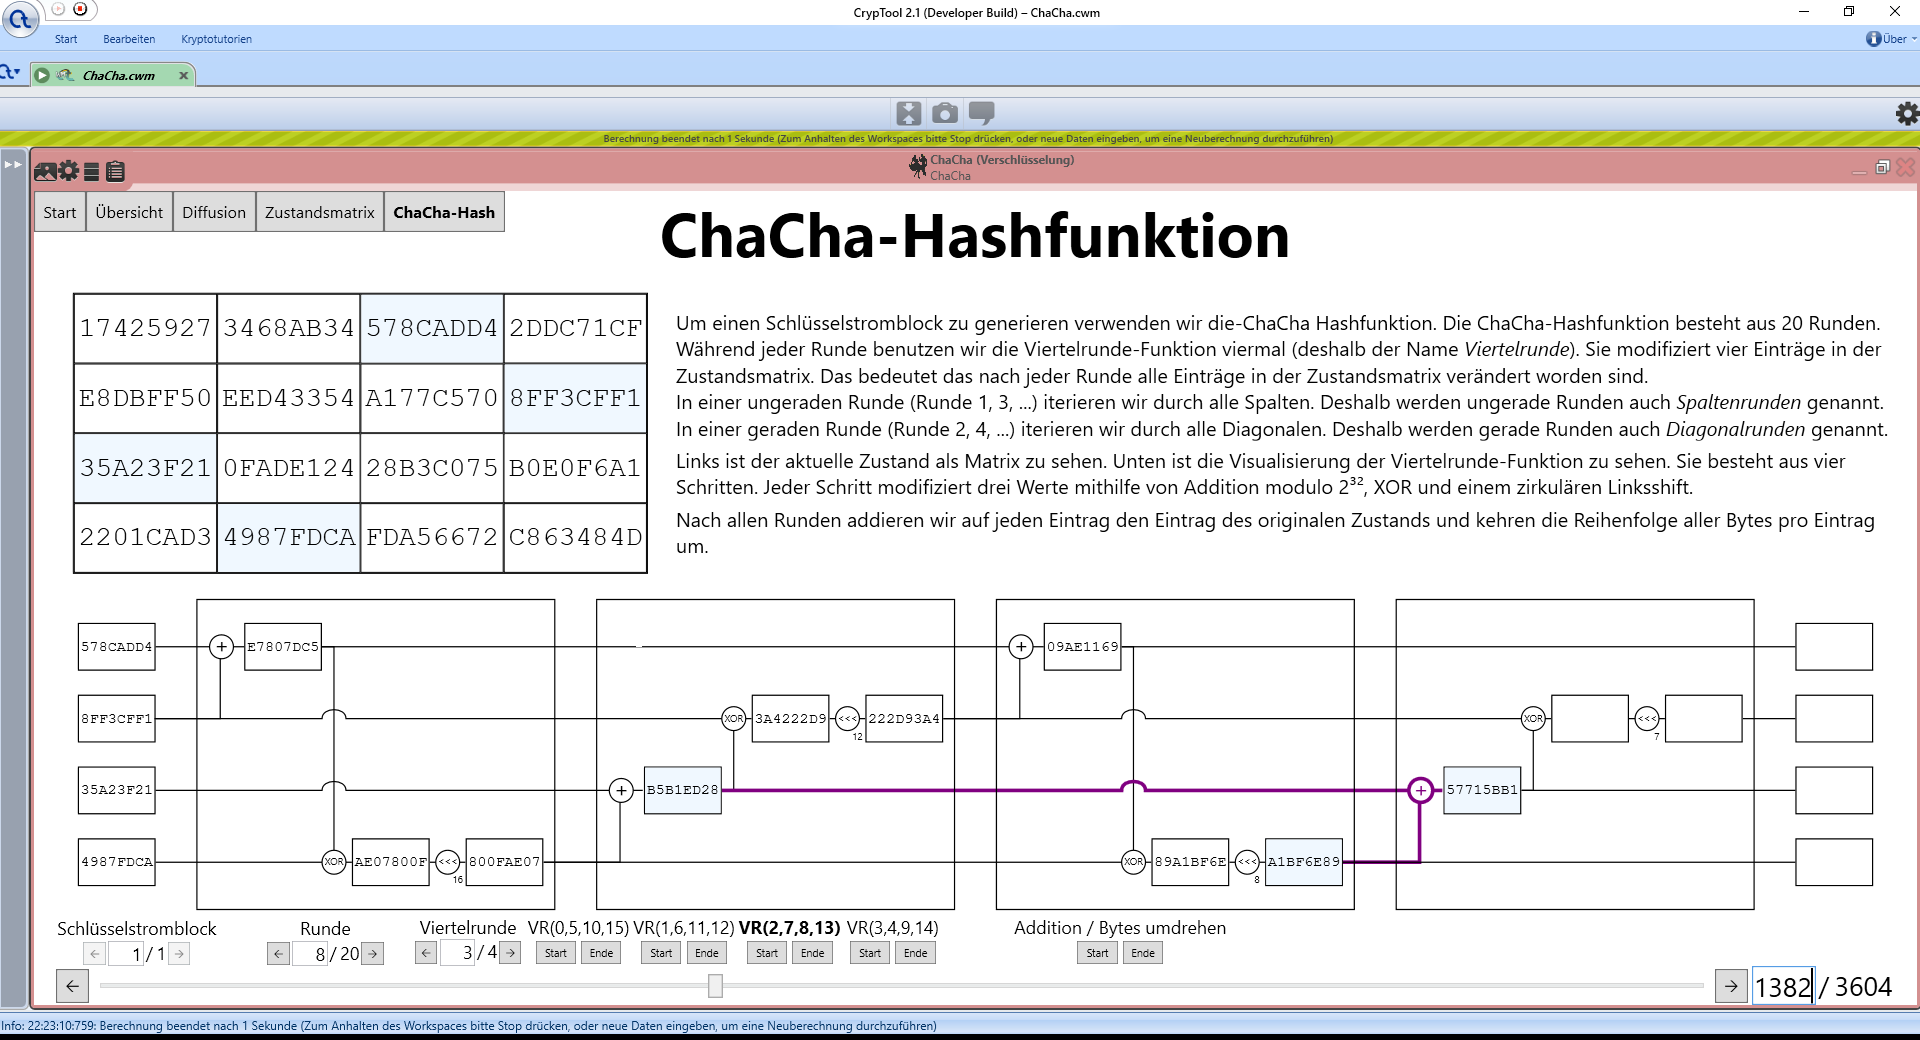 CrypTool 2.1 (Developer Build) – ChaCha.cwm
Start Bearbeiten Kryptotutorien Über
ChaCha.cwm
Berechnung beendet nach 1 Sekunde (Zum Anhalten des Workspaces bitte Stop drücken, oder neue Daten eingeben, um eine Neuberechnung durchzuführen)
ChaCha (Verschlüsselung)
ChaCha
Start Übersicht Diffusion Zustandsmatrix ChaCha-Hash
ChaCha-Hashfunktion
17425927 3468AB34 578CADD4 2DDC71CF
E8DBFF50 EED43354 A177C570 8FF3CFF1
35A23F21 0FADE124 28B3C075 B0E0F6A1
2201CAD3 4987FDCA FDA56672 C863484D
Um einen Schlüsselstromblock zu generieren verwenden wir die-ChaCha Hashfunktion. Die ChaCha-Hashfunktion besteht aus 20 Runden.
Während jeder Runde benutzen wir die Viertelrunde-Funktion viermal (deshalb der Name Viertelrunde). Sie modifiziert vier Einträge in der
Zustandsmatrix. Das bedeutet das nach jeder Runde alle Einträge in der Zustandsmatrix verändert worden sind.
In einer ungeraden Runde (Runde 1, 3, ...) iterieren wir durch alle Spalten. Deshalb werden ungerade Runden auch Spaltenrunden genannt.
In einer geraden Runde (Runde 2, 4, ...) iterieren wir durch alle Diagonalen. Deshalb werden gerade Runden auch Diagonalrunden genannt.
Links ist der aktuelle Zustand als Matrix zu sehen. Unten ist die Visualisierung der Viertelrunde-Funktion zu sehen. Sie besteht aus vier
Schritten. Jeder Schritt modifiziert drei Werte mithilfe von Addition modulo 2³², XOR und einem zirkulären Linksshift.
Nach allen Runden addieren wir auf jeden Eintrag den Eintrag des originalen Zustands und kehren die Reihenfolge aller Bytes pro Eintrag
um.
578CADD4 + E7807DC5 + 09AE1169
8FF3CFF1 XOR 3A4222D9 <<< 12 222D93A4 XOR <<< 7
35A23F21 + B5B1ED28 + 57715BB1
4987FDCA XOR AE07800F <<< 16 800FAE07 XOR 89A1BF6E <<< 8 A1BF6E89
Schlüsselstromblock Runde Viertelrunde VR(0,5,10,15) VR(1,6,11,12) VR(2,7,8,13) VR(3,4,9,14) Addition / Bytes umdrehen
← 1 / 1 → ← 8 / 20 → ← 3 / 4 → Start Ende Start Ende Start Ende Start Ende Start Ende
← → 1382 / 3604
Info: 22:23:10:759: Berechnung beendet nach 1 Sekunde (Zum Anhalten des Workspaces bitte Stop drücken, oder neue Daten eingeben, um eine Neuberechnung durchzuführen)